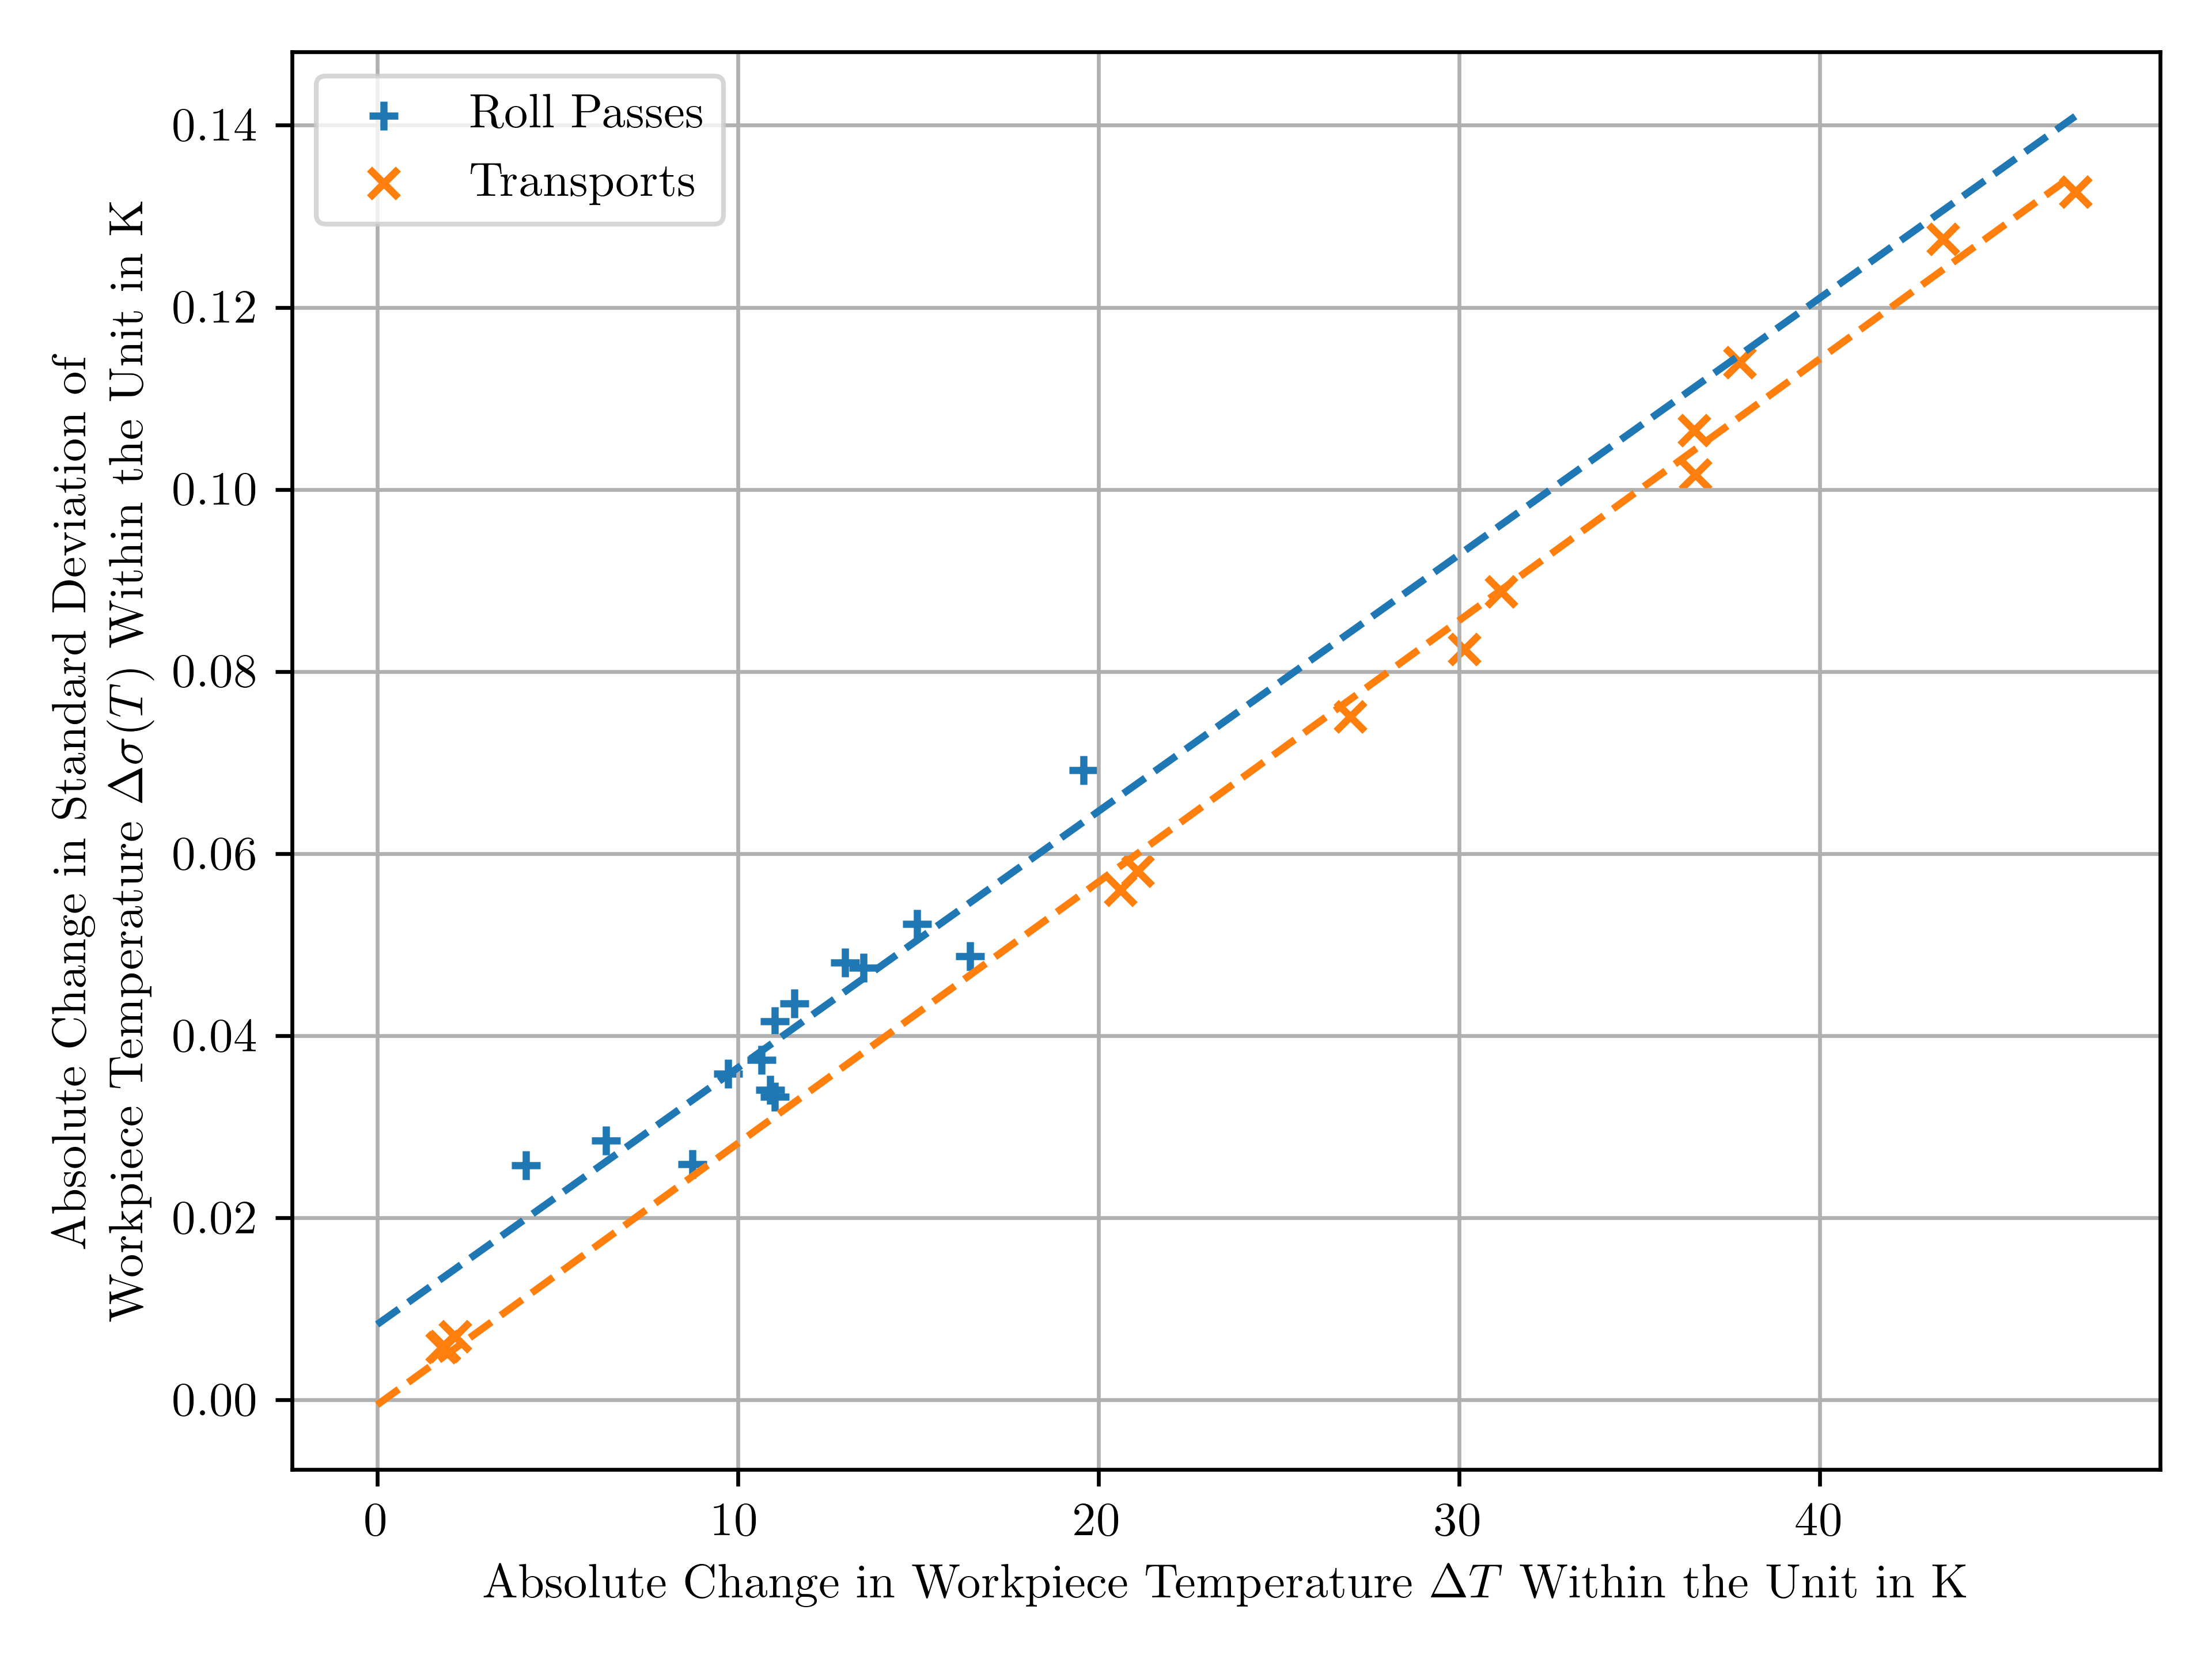 Roll Passes
Transports
0.14
0.12
0.10
0.08
0.06
0.04
0.02
0.00
Absolute Change in Standard Deviation of
Workpiece Temperature Δσ(T) Within the Unit in K
0 10 20 30 40
Absolute Change in Workpiece Temperature ΔT Within the Unit in K